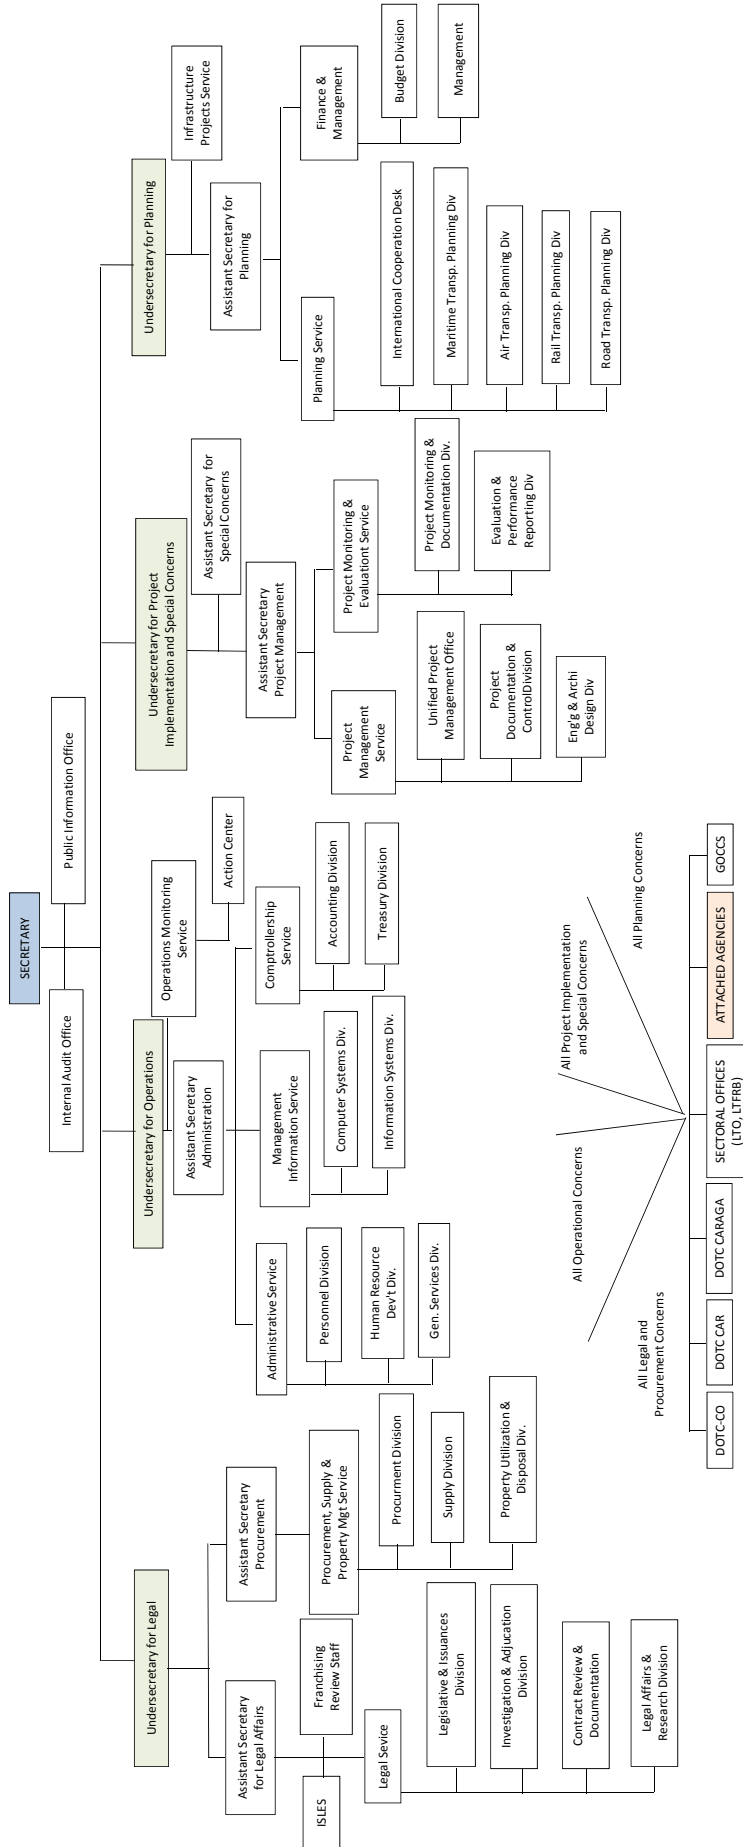 SECRETARY
Internal Audit Office
Public Information Office
Undersecretary for Legal
Undersecretary for Operations
Undersecretary for Project
Implementation and Special Concerns
Undersecretary for Planning
Assistant Secretary
for Legal Affairs
Assistant Secretary
Procurement
ISLES
Franchising
Review Staff
Legal Sevice
Legislative & Issuances
Division
Investigation & Adjucation
Division
Contract Review &
Documentation
Legal Affairs &
Research Division
Procurement, Supply &
Property Mgt Service
Procurment Division
Supply Division
Property Utilization &
Disposal Div.
Operations Monitoring
Service
Action Center
Assistant Secretary
Administration
Administrative Service
Personnel Division
Human Resource
Dev't Div.
Gen. Services Div.
Management
Information Service
Computer Systems Div.
Information Systems Div.
Comptrollership
Service
Accounting Division
Treasury Division
Assistant Secretary for
Special Concerns
Assistant Secretary
Project Management
Project
Management
Service
Unified Project
Management Office
Project
Documentation &
ControlDivision
Eng'g & Archi
Design Div
Project Monitoring &
Evaluationt Service
Project Monitoring &
Documentation Div.
Evaluation &
Performance
Reporting Div
Infrastructure
Projects Service
Assistant Secretary for
Planning
Planning Service
International Cooperation Desk
Maritime Transp. Planning Div
Air Transp. Planning Div
Rail Transp. Planning Div
Road Transp. Planning Div
Finance &
Management
Budget Division
Management
All Legal and
Procurement Concerns
All Operational Concerns
All Project Implementation
and Special Concerns
All Planning Concerns
DOTC-CO
DOTC CAR
DOTC CARAGA
SECTORAL OFFICES
(LTO, LTFRB)
ATTACHED AGENCIES
GOCCS